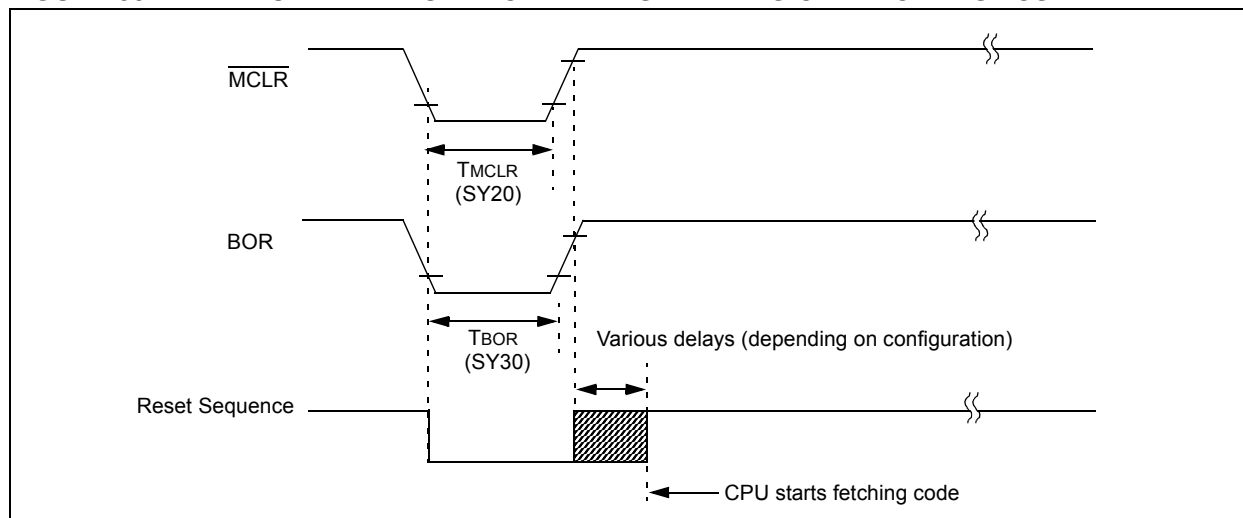 MCLR
TMCLR
(SY20)
BOR
TBOR
(SY30)
Various delays (depending on configuration)
Reset Sequence
CPU starts fetching code